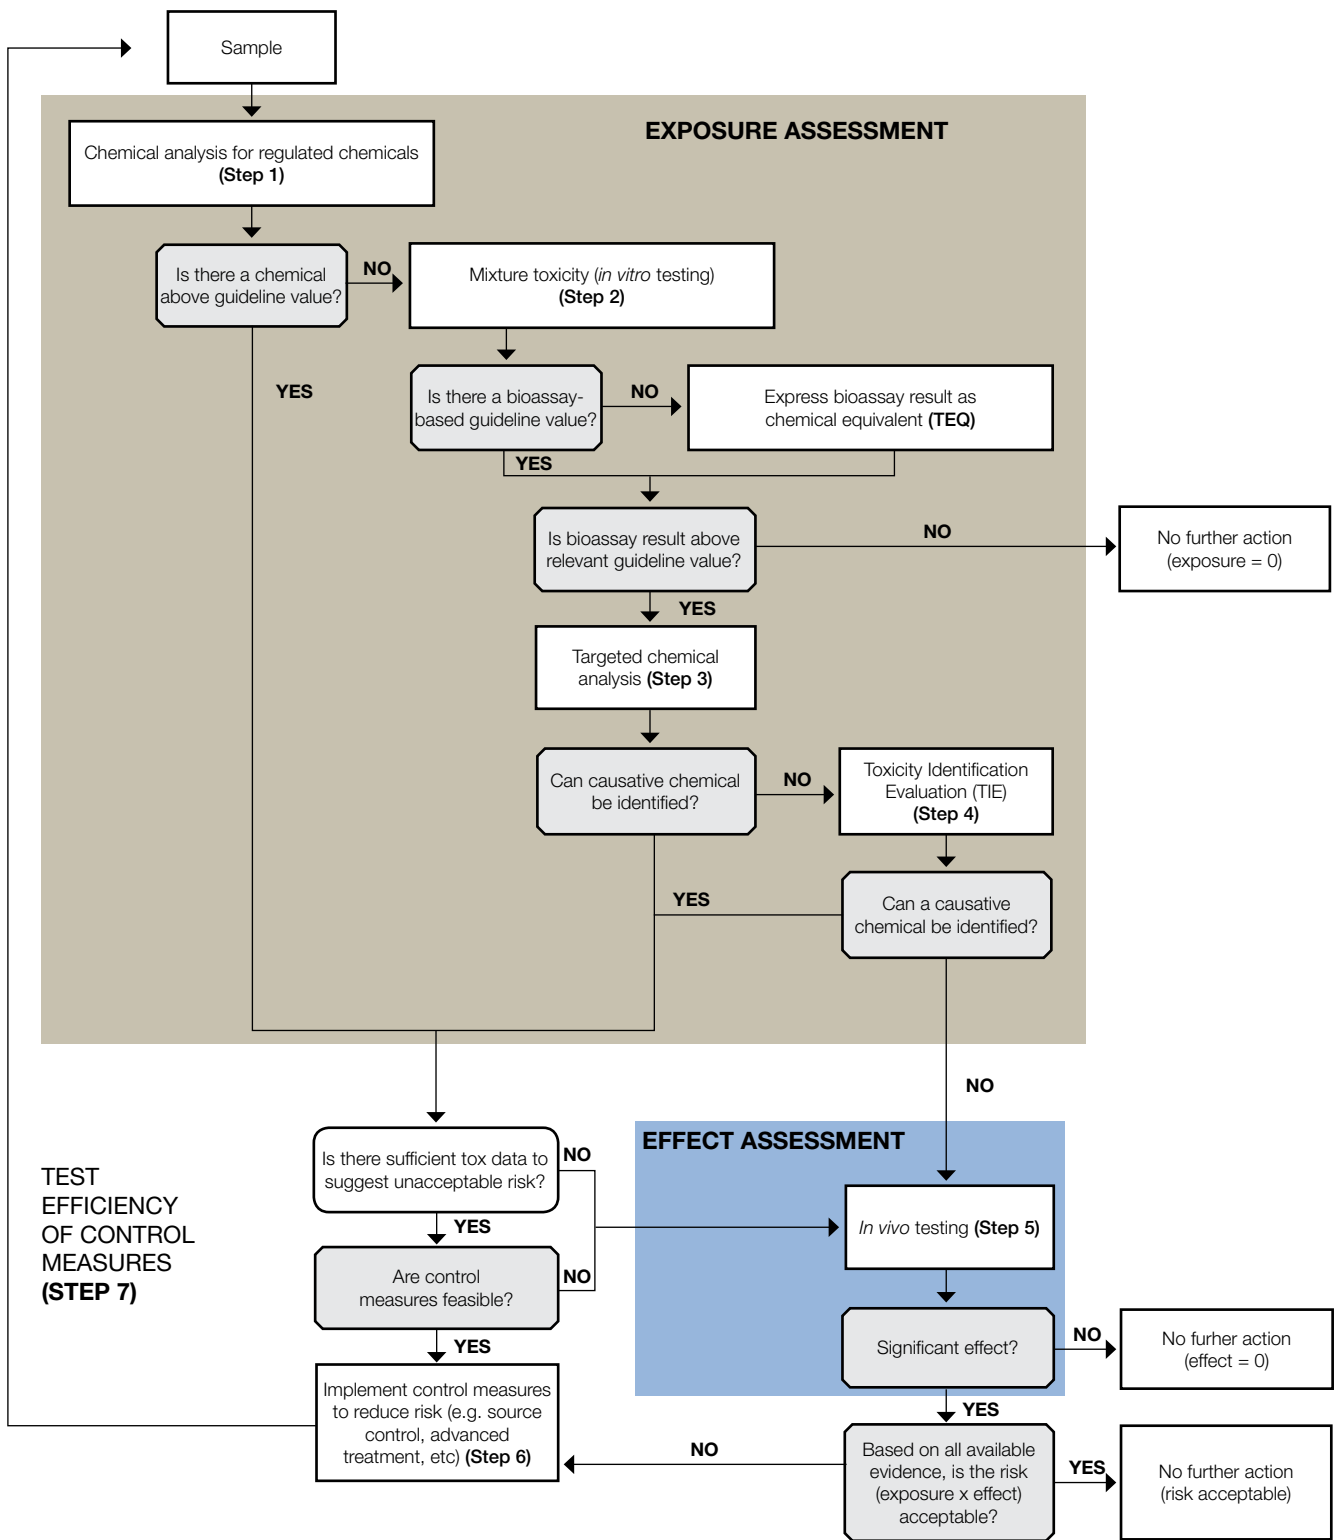 Sample
EXPOSURE ASSESSMENT
Chemical analysis for regulated chemicals
(Step 1)
Is there a chemical
above guideline value?
NO
Mixture toxicity (in vitro testing)
(Step 2)
YES
Is there a bioassay-
based guideline value?
NO
Express bioassay result as
chemical equivalent (TEQ)
YES
Is bioassay result above
relevant guideline value?
NO
No further action
(exposure = 0)
YES
Targeted chemical
analysis (Step 3)
Can causative chemical
be identified?
NO
Toxicity Identification
Evaluation (TIE)
(Step 4)
YES
Can a causative
chemical be identified?
NO
EFFECT ASSESSMENT
Is there sufficient tox data to
suggest unacceptable risk?
NO
TEST
EFFICIENCY
OF CONTROL
MEASURES
(STEP 7)
YES
In vivo testing (Step 5)
Are control
measures feasible?
NO
YES
Significant effect?
NO
No furher action
(effect = 0)
Implement control measures
to reduce risk (e.g. source
control, advanced
treatment, etc) (Step 6)
YES
NO
Based on all available
evidence, is the risk
(exposure x effect)
acceptable?
YES
No further action
(risk acceptable)